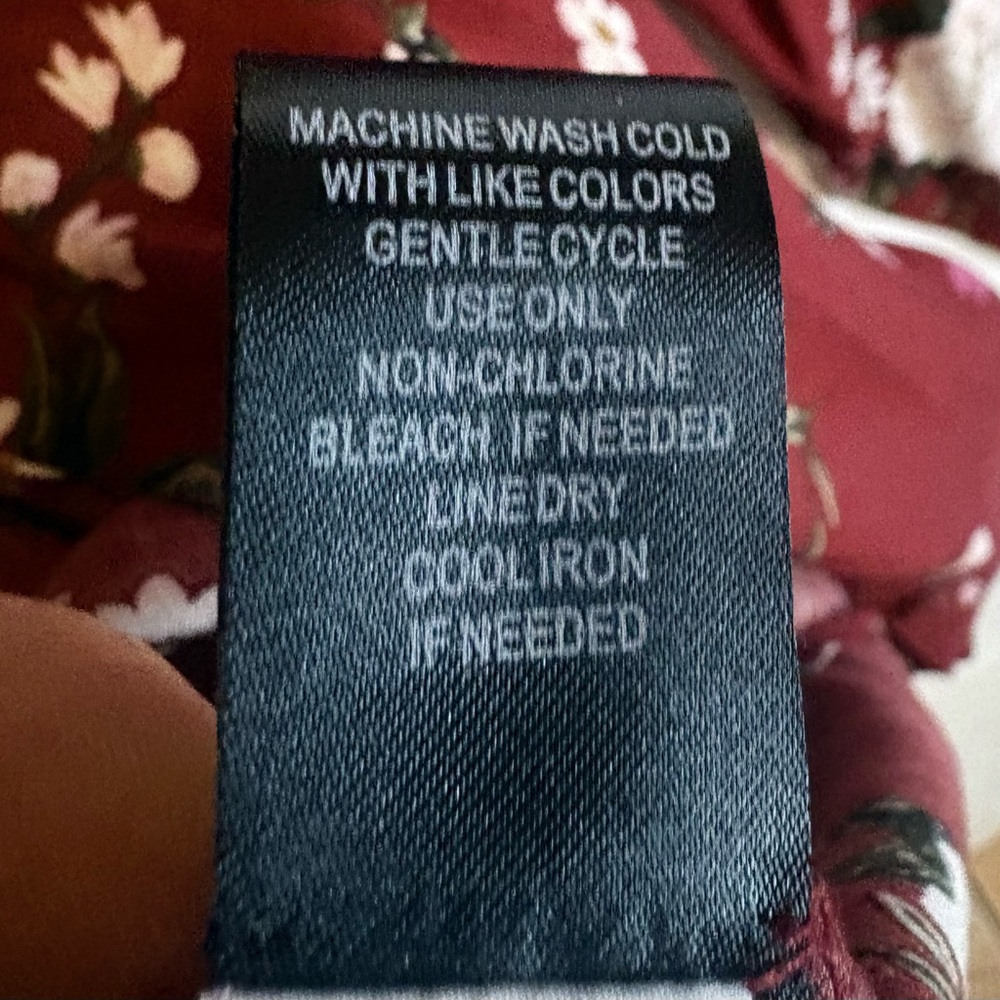 MACHINE WASH COLD
WITH LIKE COLORS
GENTLE CYCLE
USE ONLY
NON-CHLORINE
BLEACH IF NEEDED
LINE DRY
COOL IRON
IF NEEDED